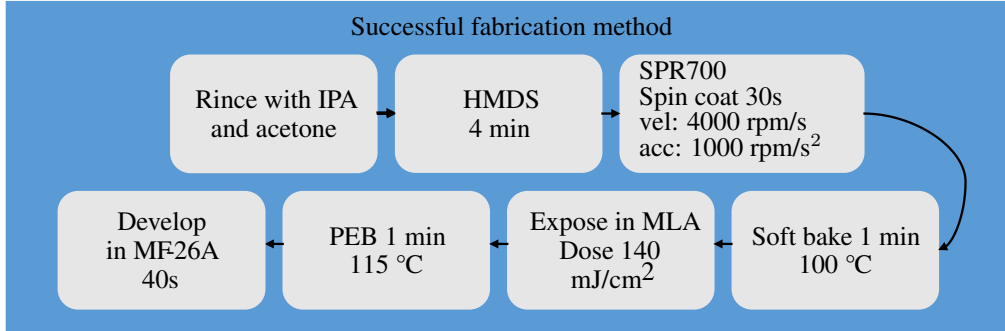 Successful fabrication method
Rince with IPA
and acetone
HMDS
4 min
SPR700
Spin coat 30s
vel: 4000 rpm/s
acc: 1000 rpm/s²
Soft bake 1 min
100 ℃
Expose in MLA
Dose 140
mJ/cm²
PEB 1 min
115 ℃
Develop
in MF-26A
40s